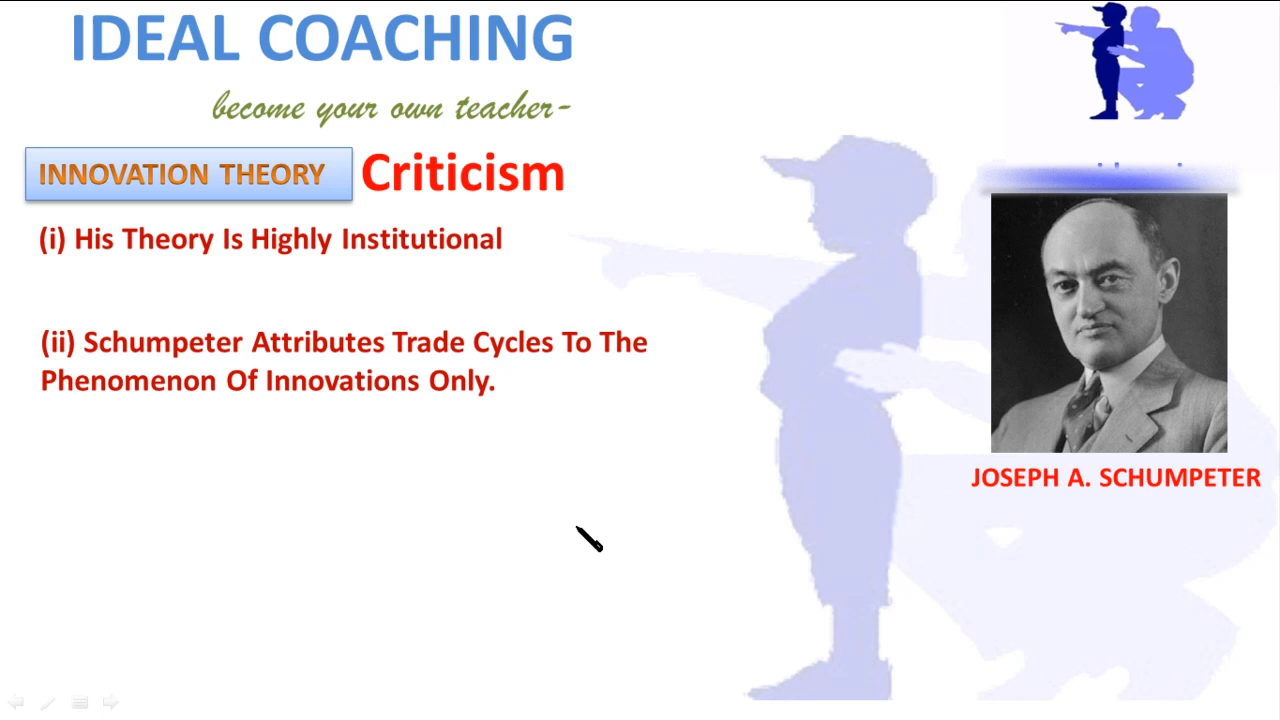 IDEAL COACHING
become your own teacher-
INNOVATION THEORY Criticism
(i) His Theory Is Highly Institutional
(ii) Schumpeter Attributes Trade Cycles To The
Phenomenon Of Innovations Only.
JOSEPH A. SCHUMPETER